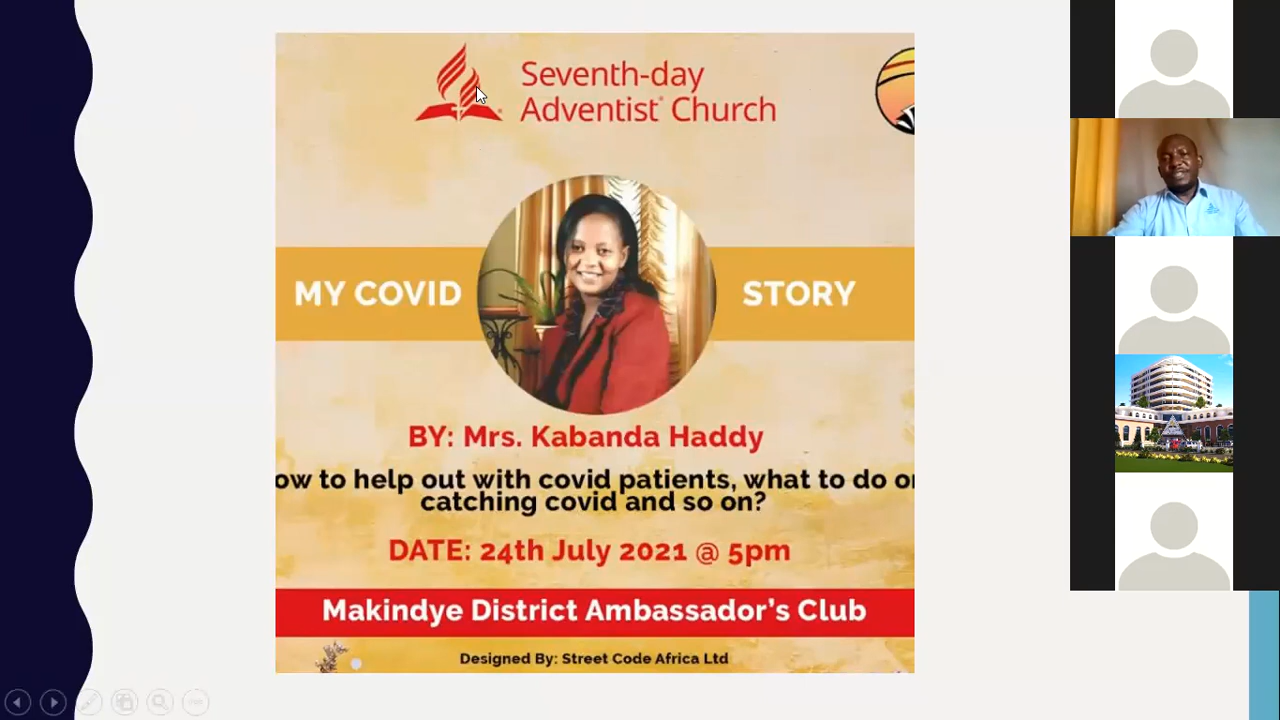 Seventh-day
Adventist® Church
MY COVID STORY
BY: Mrs. Kabanda Haddy
ow to help out with covid patients, what to do o
catching covid and so on?
DATE: 24th July 2021 @ 5pm
Makindye District Ambassador's Club
Designed By: Street Code Africa Ltd